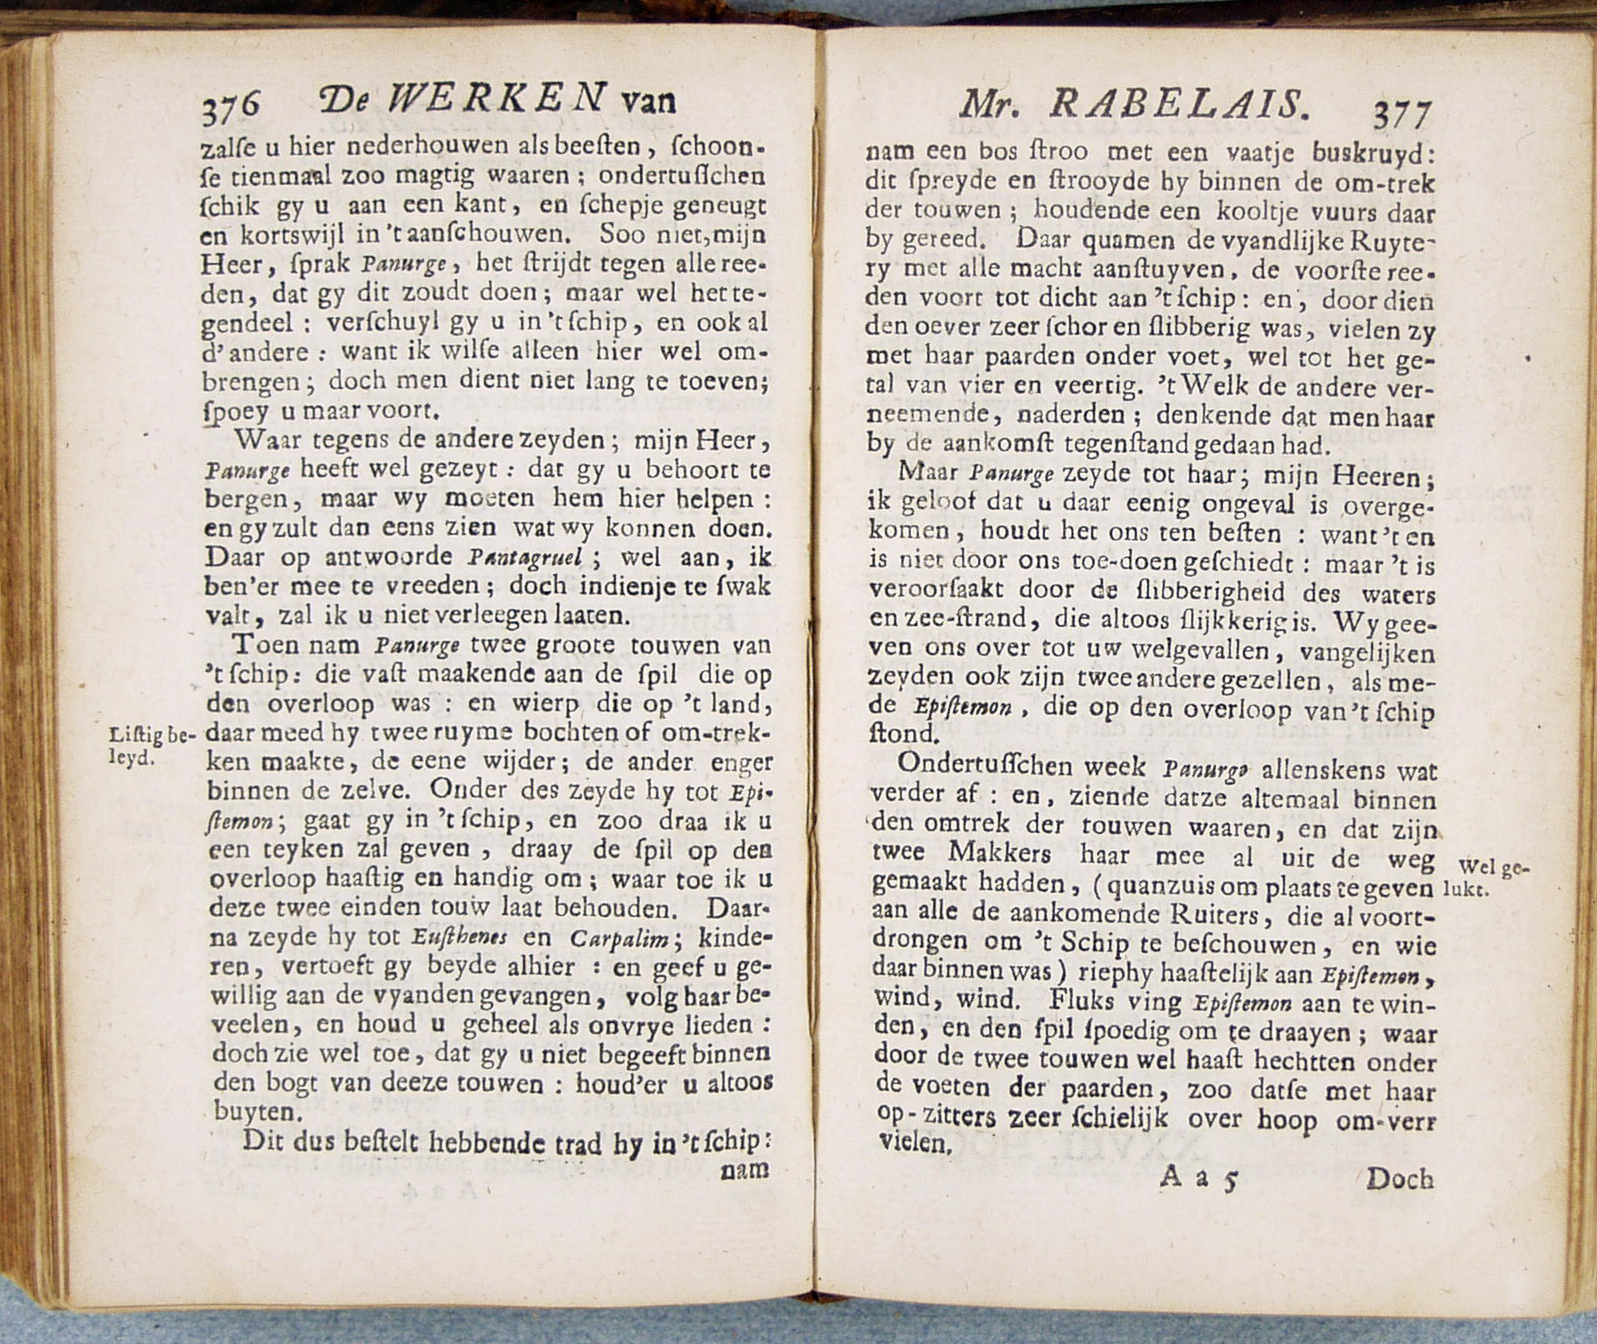 376 De WERKEN van
zalſe u hier nederhouwen als beeſten, ſchoon-
ſe tienmaal zoo magtig waaren; ondertuſſchen
ſchik gy u aan een kant, en ſchepje geneugt
en kortswijl in 't aanſchouwen. Soo niet, mijn
Heer, ſprak Panurge, het ſtrijdt tegen alle ree-
den, dat gy dit zoudt doen; maar wel het te-
gendeel: verſchuyl gy u in 't ſchip, en ook al
d' andere: want ik wilſe alleen hier wel om-
brengen; doch men dient niet lang te toeven;
ſpoey u maar voort.
Waar tegens de andere zeyden; mijn Heer,
Panurge heeft wel gezeyt: dat gy u behoort te
bergen, maar wy moeten hem hier helpen:
en gy zult dan eens zien wat wy konnen doen.
Daar op antwoorde Pantagruel; wel aan, ik
ben'er mee te vreeden; doch indienje te ſwak
valt, zal ik u niet verleegen laaten.
Toen nam Panurge twee groote touwen van
't ſchip: die vaſt maakende aan de ſpil die op
den overloop was: en wierp die op 't land,
Liſtig be-
leyd.
daar meed hy twee ruyme bochten of om-trek-
ken maakte, de eene wijder; de ander enger
binnen de zelve. Onder des zeyde hy tot Epi-
ſtemon; gaat gy in 't ſchip, en zoo draa ik u
een teyken zal geven, draay de ſpil op den
overloop haaſtig en handig om; waar toe ik u
deze twee einden touw laat behouden. Daar-
na zeyde hy tot Euſthenes en Carpalim; kinde-
ren, vertoeft gy beyde alhier: en geef u ge-
willig aan de vyanden gevangen, volg haar be-
veelen, en houd u geheel als onvrye lieden:
doch zie wel toe, dat gy u niet begeeft binnen
den bogt van deeze touwen: houd'er u altoos
buyten.
Dit dus beſtelt hebbende trad hy in 't ſchip:
nam
Mr. RABELAIS. 377
nam een bos ſtroo met een vaatje buskruyd:
dit ſpreyde en ſtrooyde hy binnen de om-trek
der touwen; houdende een kooltje vuurs daar
by gereed. Daar quamen de vyandlijke Ruyte-
ry met alle macht aanſtuyven, de voorſte ree-
den voort tot dicht aan 't ſchip: en, door dien
den oever zeer ſchor en ſlibberig was, vielen zy
met haar paarden onder voet, wel tot het ge-
tal van vier en veertig. 't Welk de andere ver-
neemende, naderden; denkende dat men haar
by de aankomſt tegenſtand gedaan had.
Maar Panurge zeyde tot haar; mijn Heeren;
ik geloof dat u daar eenig ongeval is overge-
komen, houdt het ons ten beſten: want 't en
is niet door ons toe-doen geſchiedt: maar 't is
veroorſaakt door de ſlibberigheid des waters
en zee-ſtrand, die altoos ſlijkkerig is. Wy gee-
ven ons over tot uw welgevallen, vangelijken
zeyden ook zijn twee andere gezellen, als me-
de Epiſtemon, die op den overloop van 't ſchip
ſtond.
Ondertuſſchen week Panurge allenskens wat
verder af: en, ziende datze altemaal binnen
den omtrek der touwen waaren, en dat zijn
twee Makkers haar mee al uit de weg
gemaakt hadden, (quanzuis om plaats te geven
Wel ge-
lukt.
aan alle de aankomende Ruiters, die al voort-
drongen om 't Schip te beſchouwen, en wie
daar binnen was) riep hy haaſtelijk aan Epiſtemon,
wind, wind. Fluks ving Epiſtemon aan te win-
den, en den ſpil ſpoedig om te draayen; waar
door de twee touwen wel haaſt hechtten onder
de voeten der paarden, zoo datſe met haar
op-zitters zeer ſchielijk over hoop om-verr
vielen.
A a 5 Doch